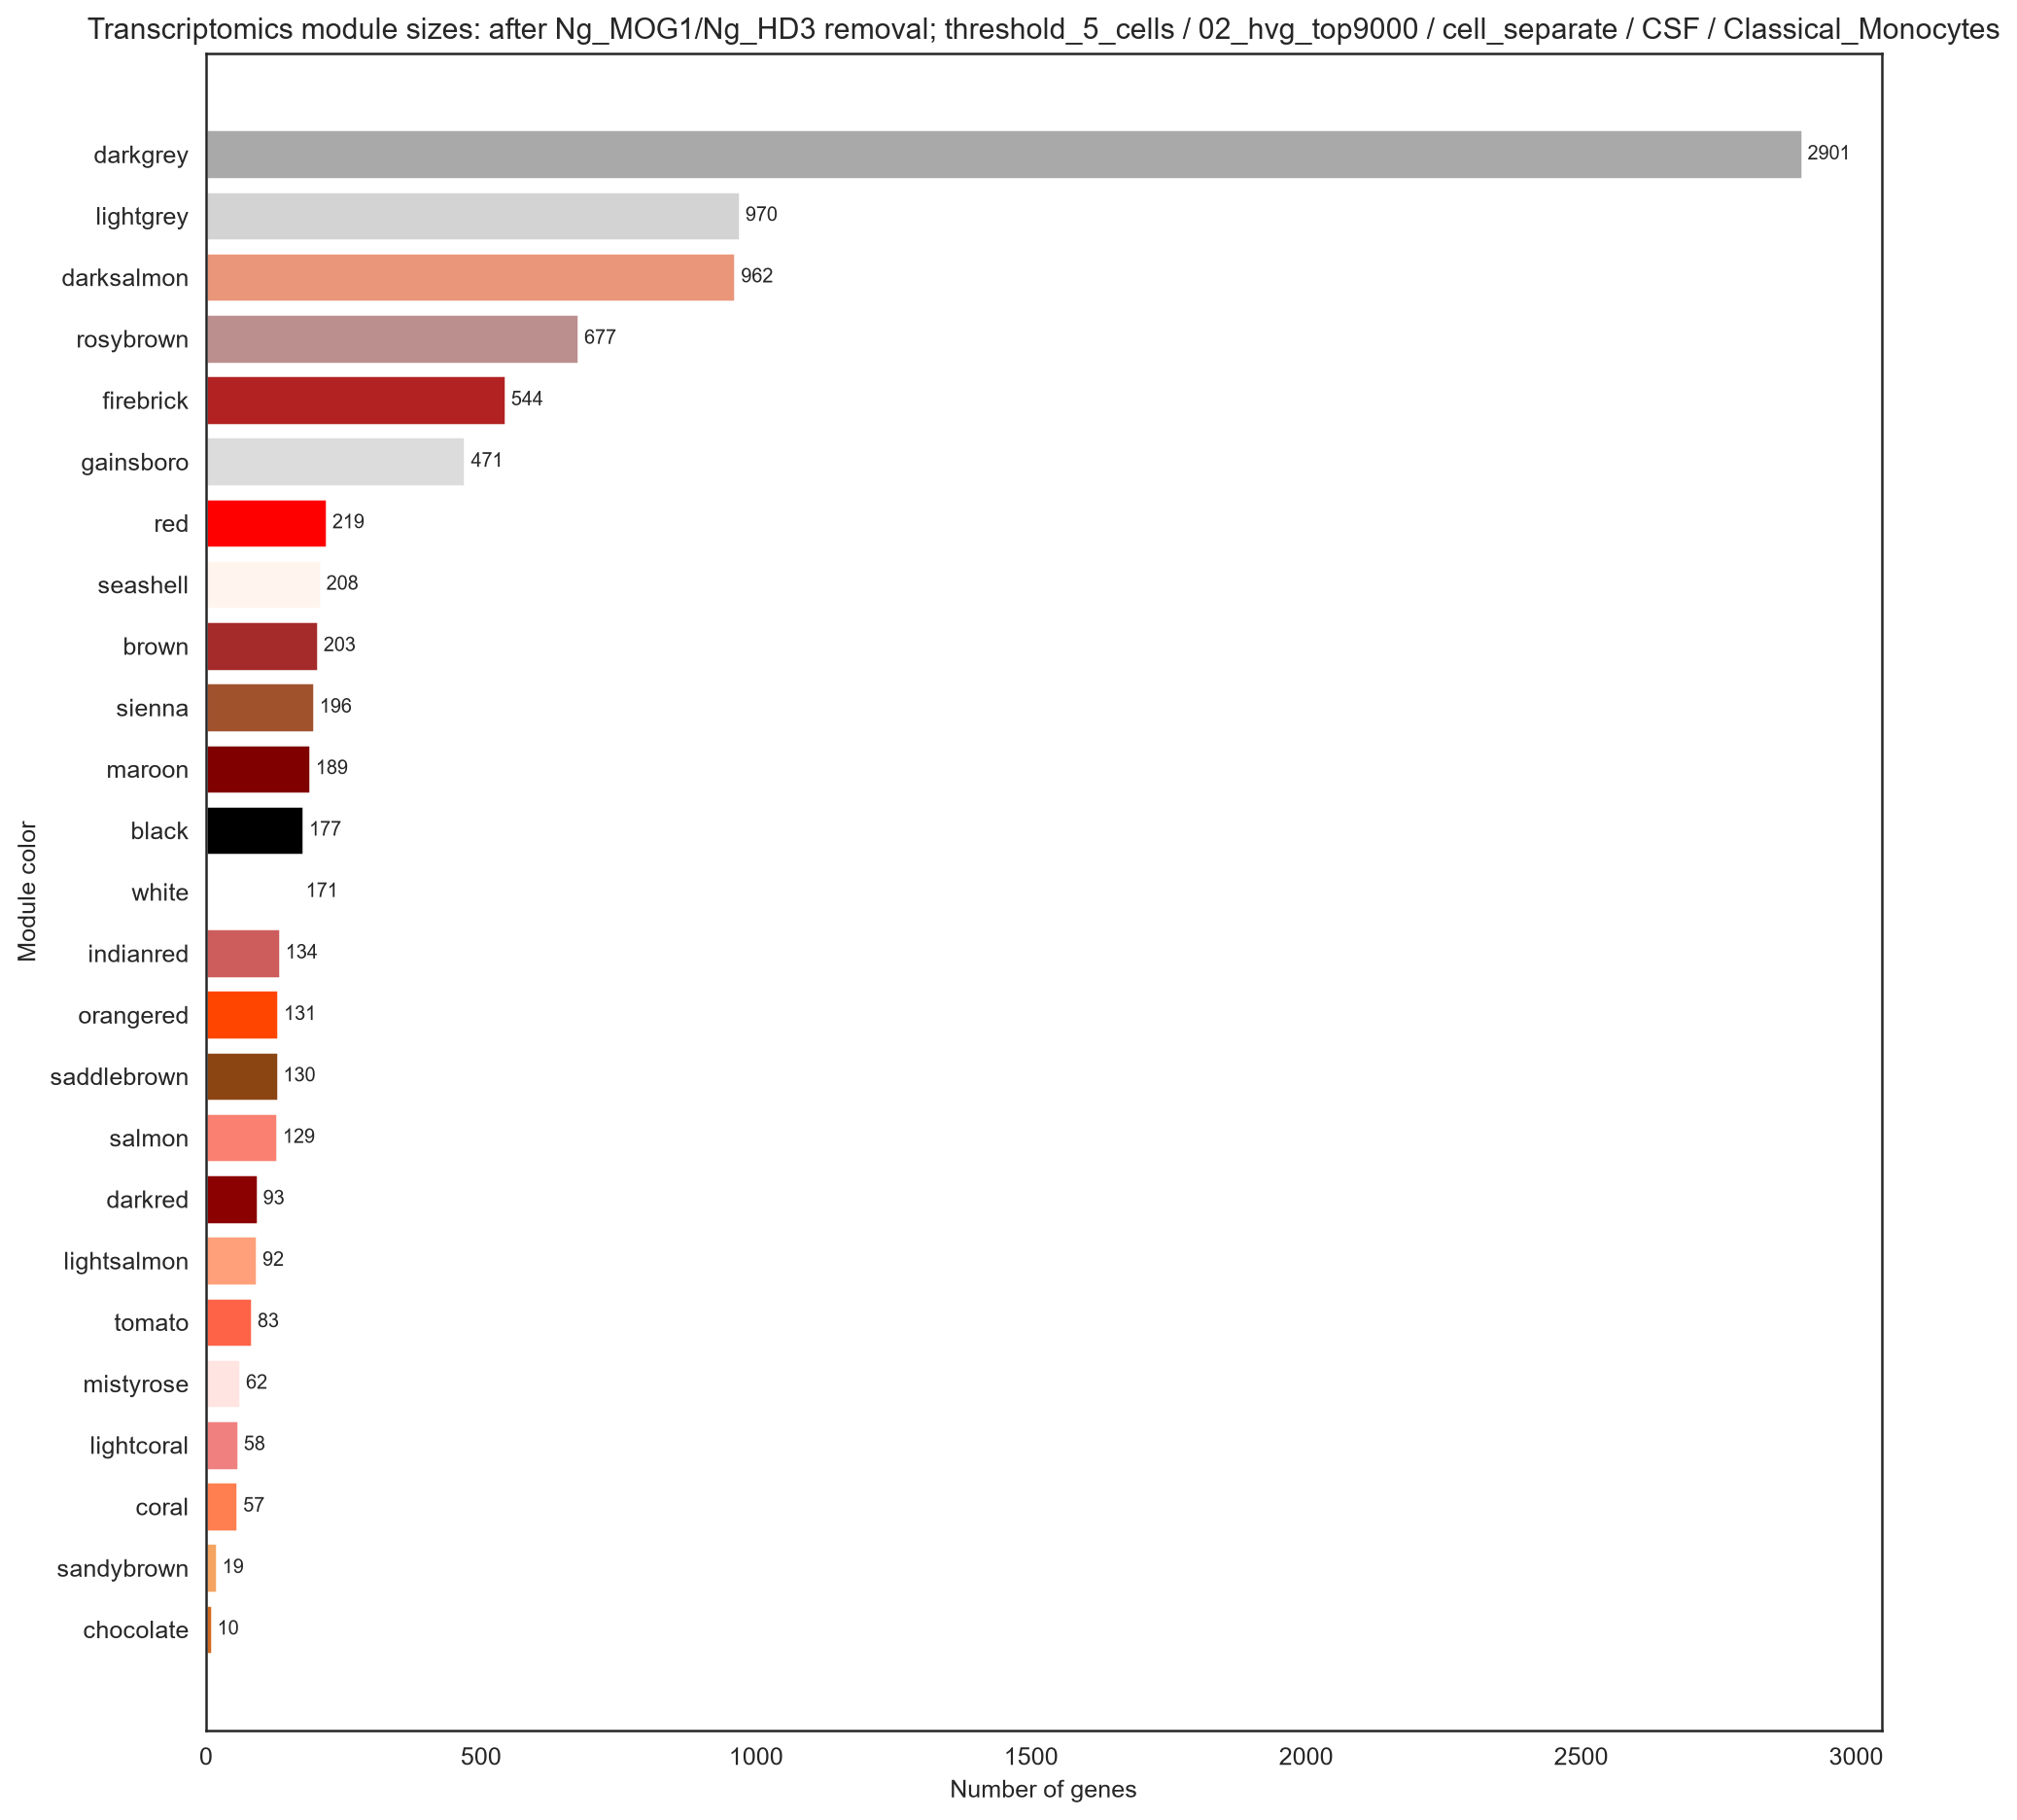 Transcriptomics module sizes: after Ng_MOG1/Ng_HD3 removal; threshold_5_cells / 02_hvg_top9000 / cell_separate / CSF / Classical_Monocytes
darkgrey 2901
lightgrey 970
darksalmon 962
rosybrown 677
firebrick 544
gainsboro 471
red 219
seashell 208
brown 203
sienna 196
maroon 189
black 177
white 171
indianred 134
orangered 131
saddlebrown 130
salmon 129
darkred 93
lightsalmon 92
tomato 83
mistyrose 62
lightcoral 58
coral 57
sandybrown 19
chocolate 10
Module color
0 500 1000 1500 2000 2500 3000
Number of genes